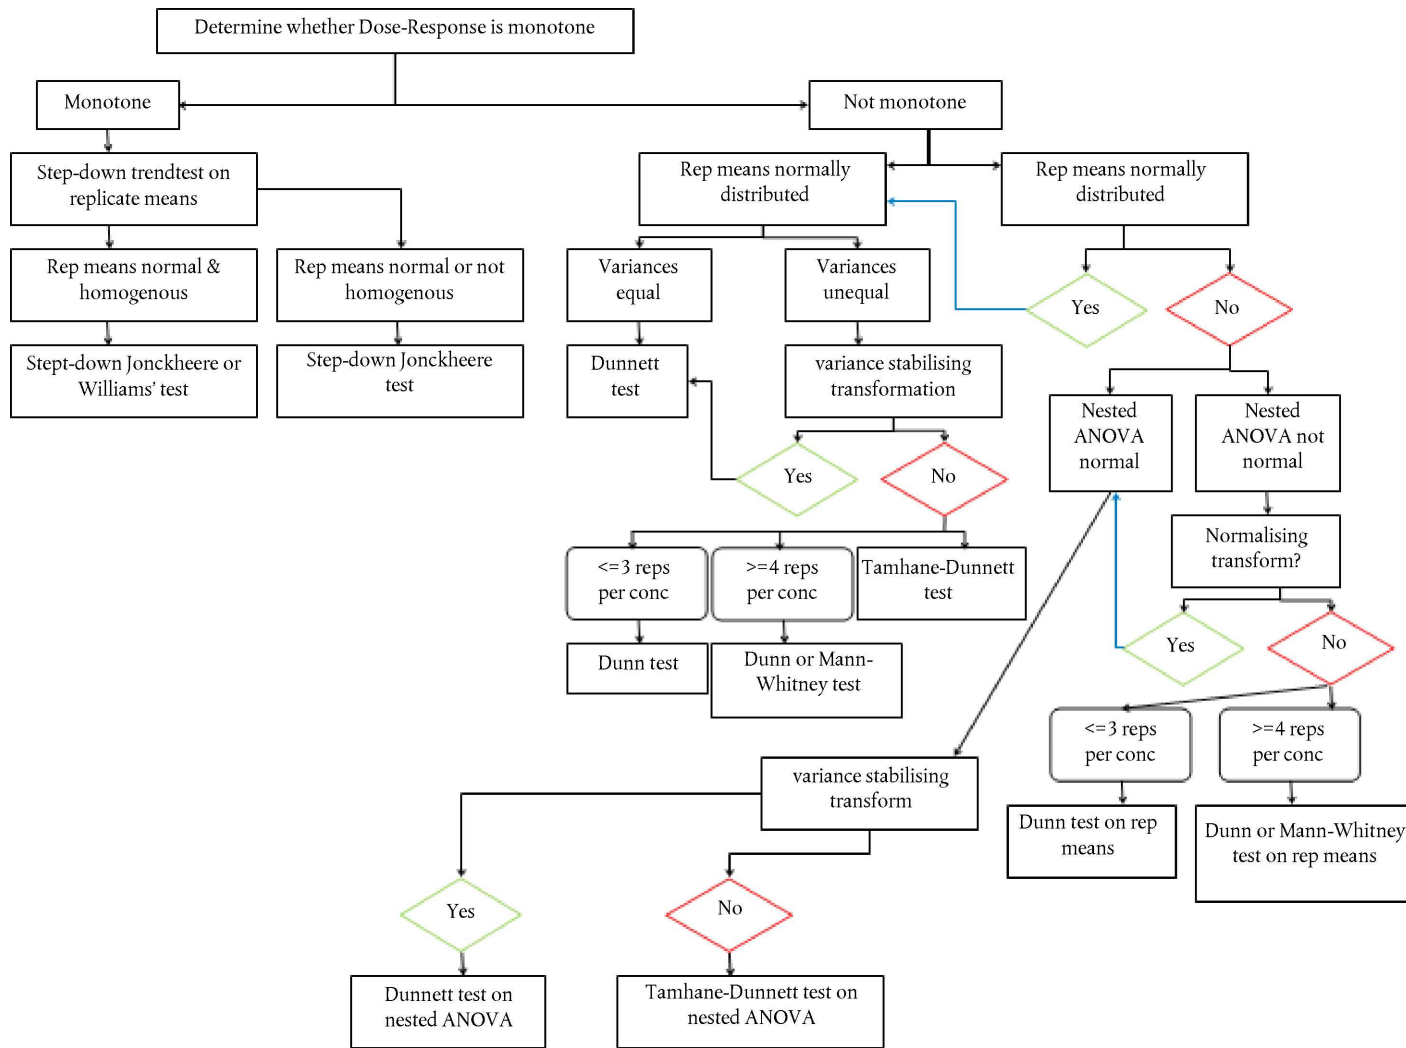 Determine whether Dose-Response is monotone
Monotone
Not monotone
Step-down trendtest on
replicate means
Rep means normally
distributed
Rep means normally
distributed
Rep means normal &
homogenous
Rep means normal or not
homogenous
Variances
equal
Variances
unequal
Yes
No
Stept-down Jonckheere or
Williams' test
Step-down Jonckheere
test
Dunnett
test
variance stabilising
transformation
Nested
ANOVA
normal
Nested
ANOVA not
normal
Yes
No
Normalising
transform?
<=3 reps
per conc
>=4 reps
per conc
Tamhane-Dunnett
test
Yes
No
Dunn test
Dunn or Mann-
Whitney test
<=3 reps
per conc
>=4 reps
per conc
variance stabilising
transform
Dunn test on rep
means
Dunn or Mann-Whitney
test on rep means
Yes
No
Dunnett test on
nested ANOVA
Tamhane-Dunnett test on
nested ANOVA